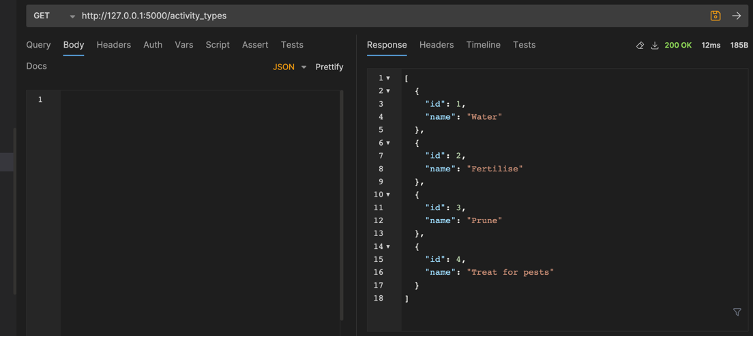 GET http://127.0.0.1:5000/activity_types
Query Body Headers Auth Vars Script Assert Tests
Docs JSON Prettify
1
Response Headers Timeline Tests 200 OK 12ms 185B
1 [
2 {
3 "id": 1,
4 "name": "Water"
5 },
6 {
7 "id": 2,
8 "name": "Fertilise"
9 },
10 {
11 "id": 3,
12 "name": "Prune"
13 },
14 {
15 "id": 4,
16 "name": "Treat for pests"
17 }
18 ]